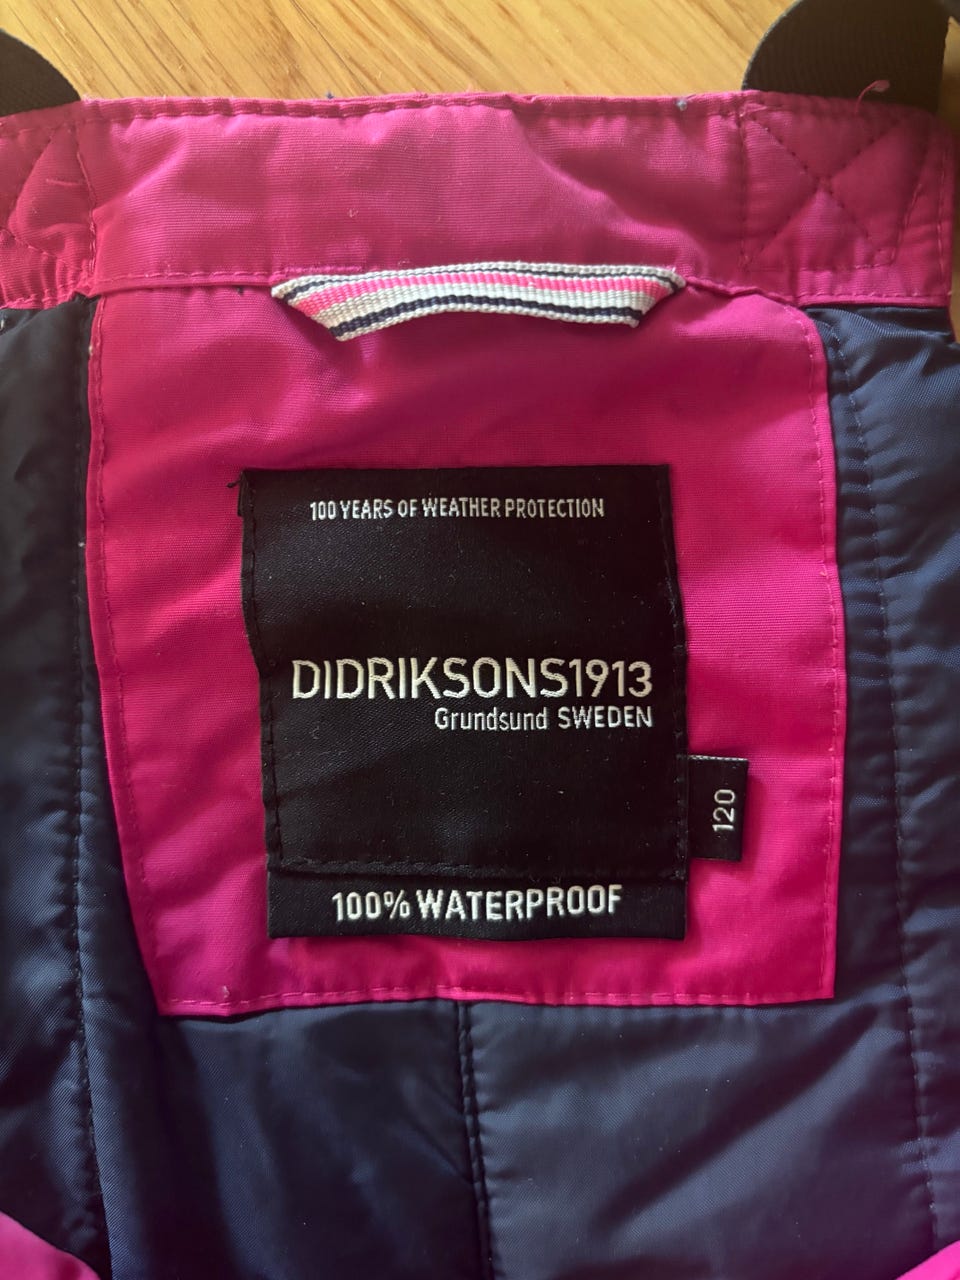 100 YEARS OF WEATHER PROTECTION
DIDRIKSONS1913
Grundsund SWEDEN
120
100% WATERPROOF